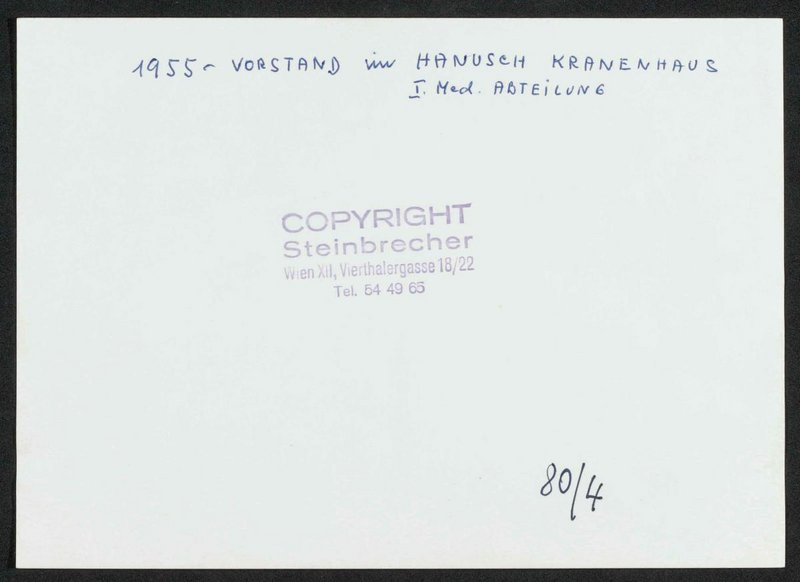 1955 - VORSTAND im HANUSCH KRANENHAUS
I. Med. ABTEILUNG
COPYRIGHT
Steinbrecher
Wien XII, Vierthalergasse 18/22
Tel. 54 49 65
80/4